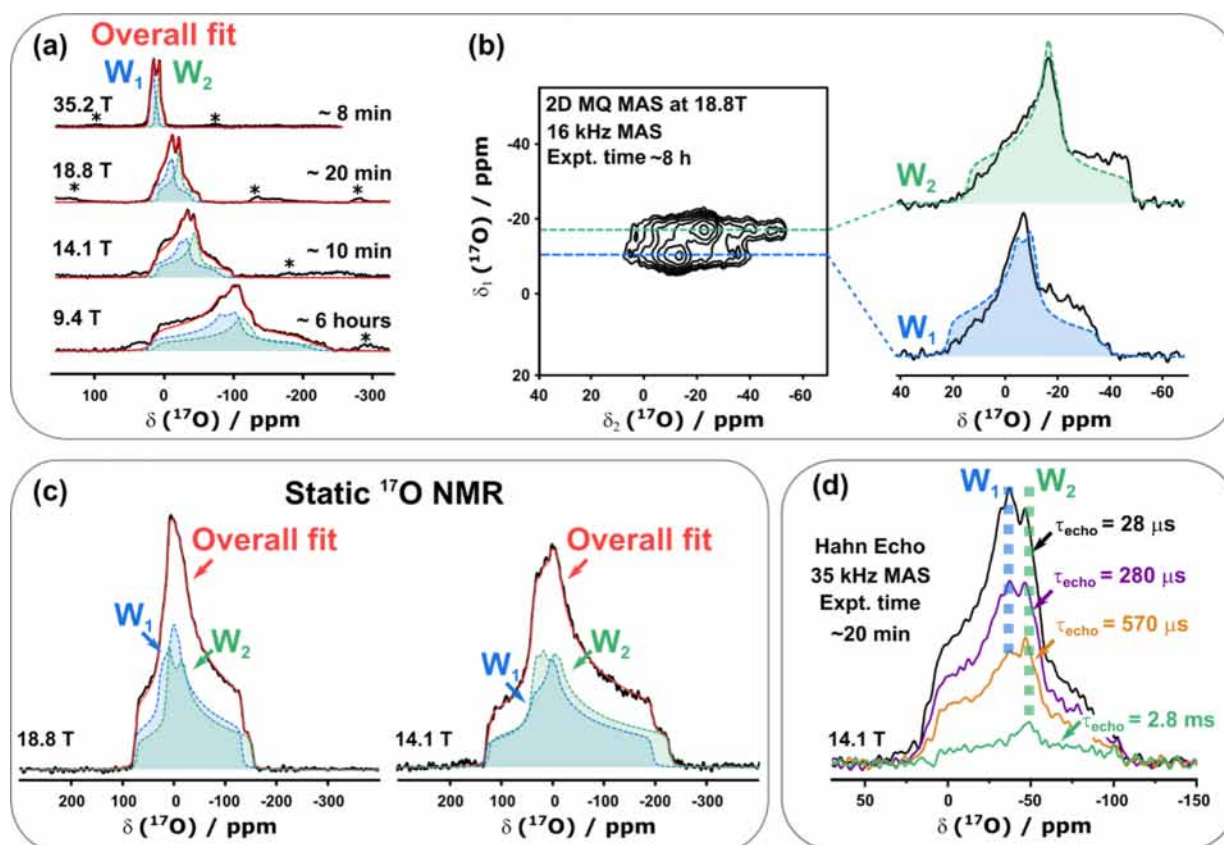 (a)
Overall fit
W1 W2
35.2 T
* *
~ 8 min
18.8 T
* * *
~ 20 min
14.1 T
*
~ 10 min
9.4 T
*
~ 6 hours
100 0 -100 -200 -300
δ (17O) / ppm
(b)
2D MQ MAS at 18.8T
16 kHz MAS
Expt. time ~8 h
δ1 (17O) / ppm
-40
-20
0
20
40 20 0 -20 -40 -60
δ2 (17O) / ppm
W2
W1
40 20 0 -20 -40 -60
δ (17O) / ppm
(c)
Static 17O NMR
Overall fit
W1
W2
18.8 T
200 100 0 -100 -200 -300
δ (17O) / ppm
Overall fit
W1
W2
14.1 T
200 100 0 -100 -200 -300 -400
δ (17O) / ppm
(d)
W1 W2
Hahn Echo
35 kHz MAS
Expt. time
~20 min
τecho = 28 μs
τecho = 280 μs
τecho = 570 μs
τecho = 2.8 ms
14.1 T
50 0 -50 -100 -150
δ (17O) / ppm